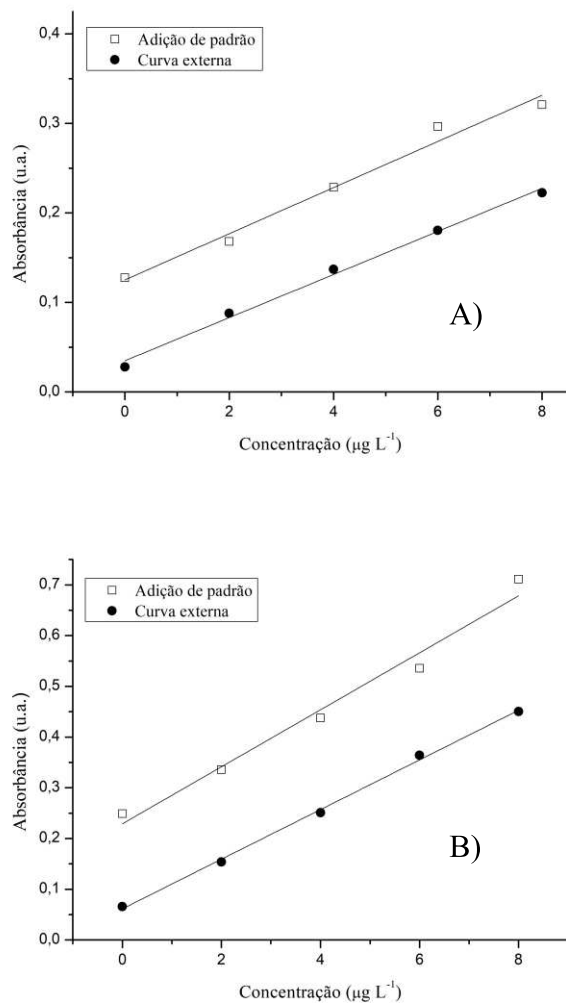 0,4
Adição de padrão
Curva externa
0,3
0,2
0,1
0,0
Absorbância (u.a.)
A)
0 2 4 6 8
Concentração (µg L⁻¹)
0,7
Adição de padrão
Curva externa
0,6
0,5
0,4
0,3
0,2
0,1
0,0
Absorbância (u.a.)
B)
0 2 4 6 8
Concentração (µg L⁻¹)